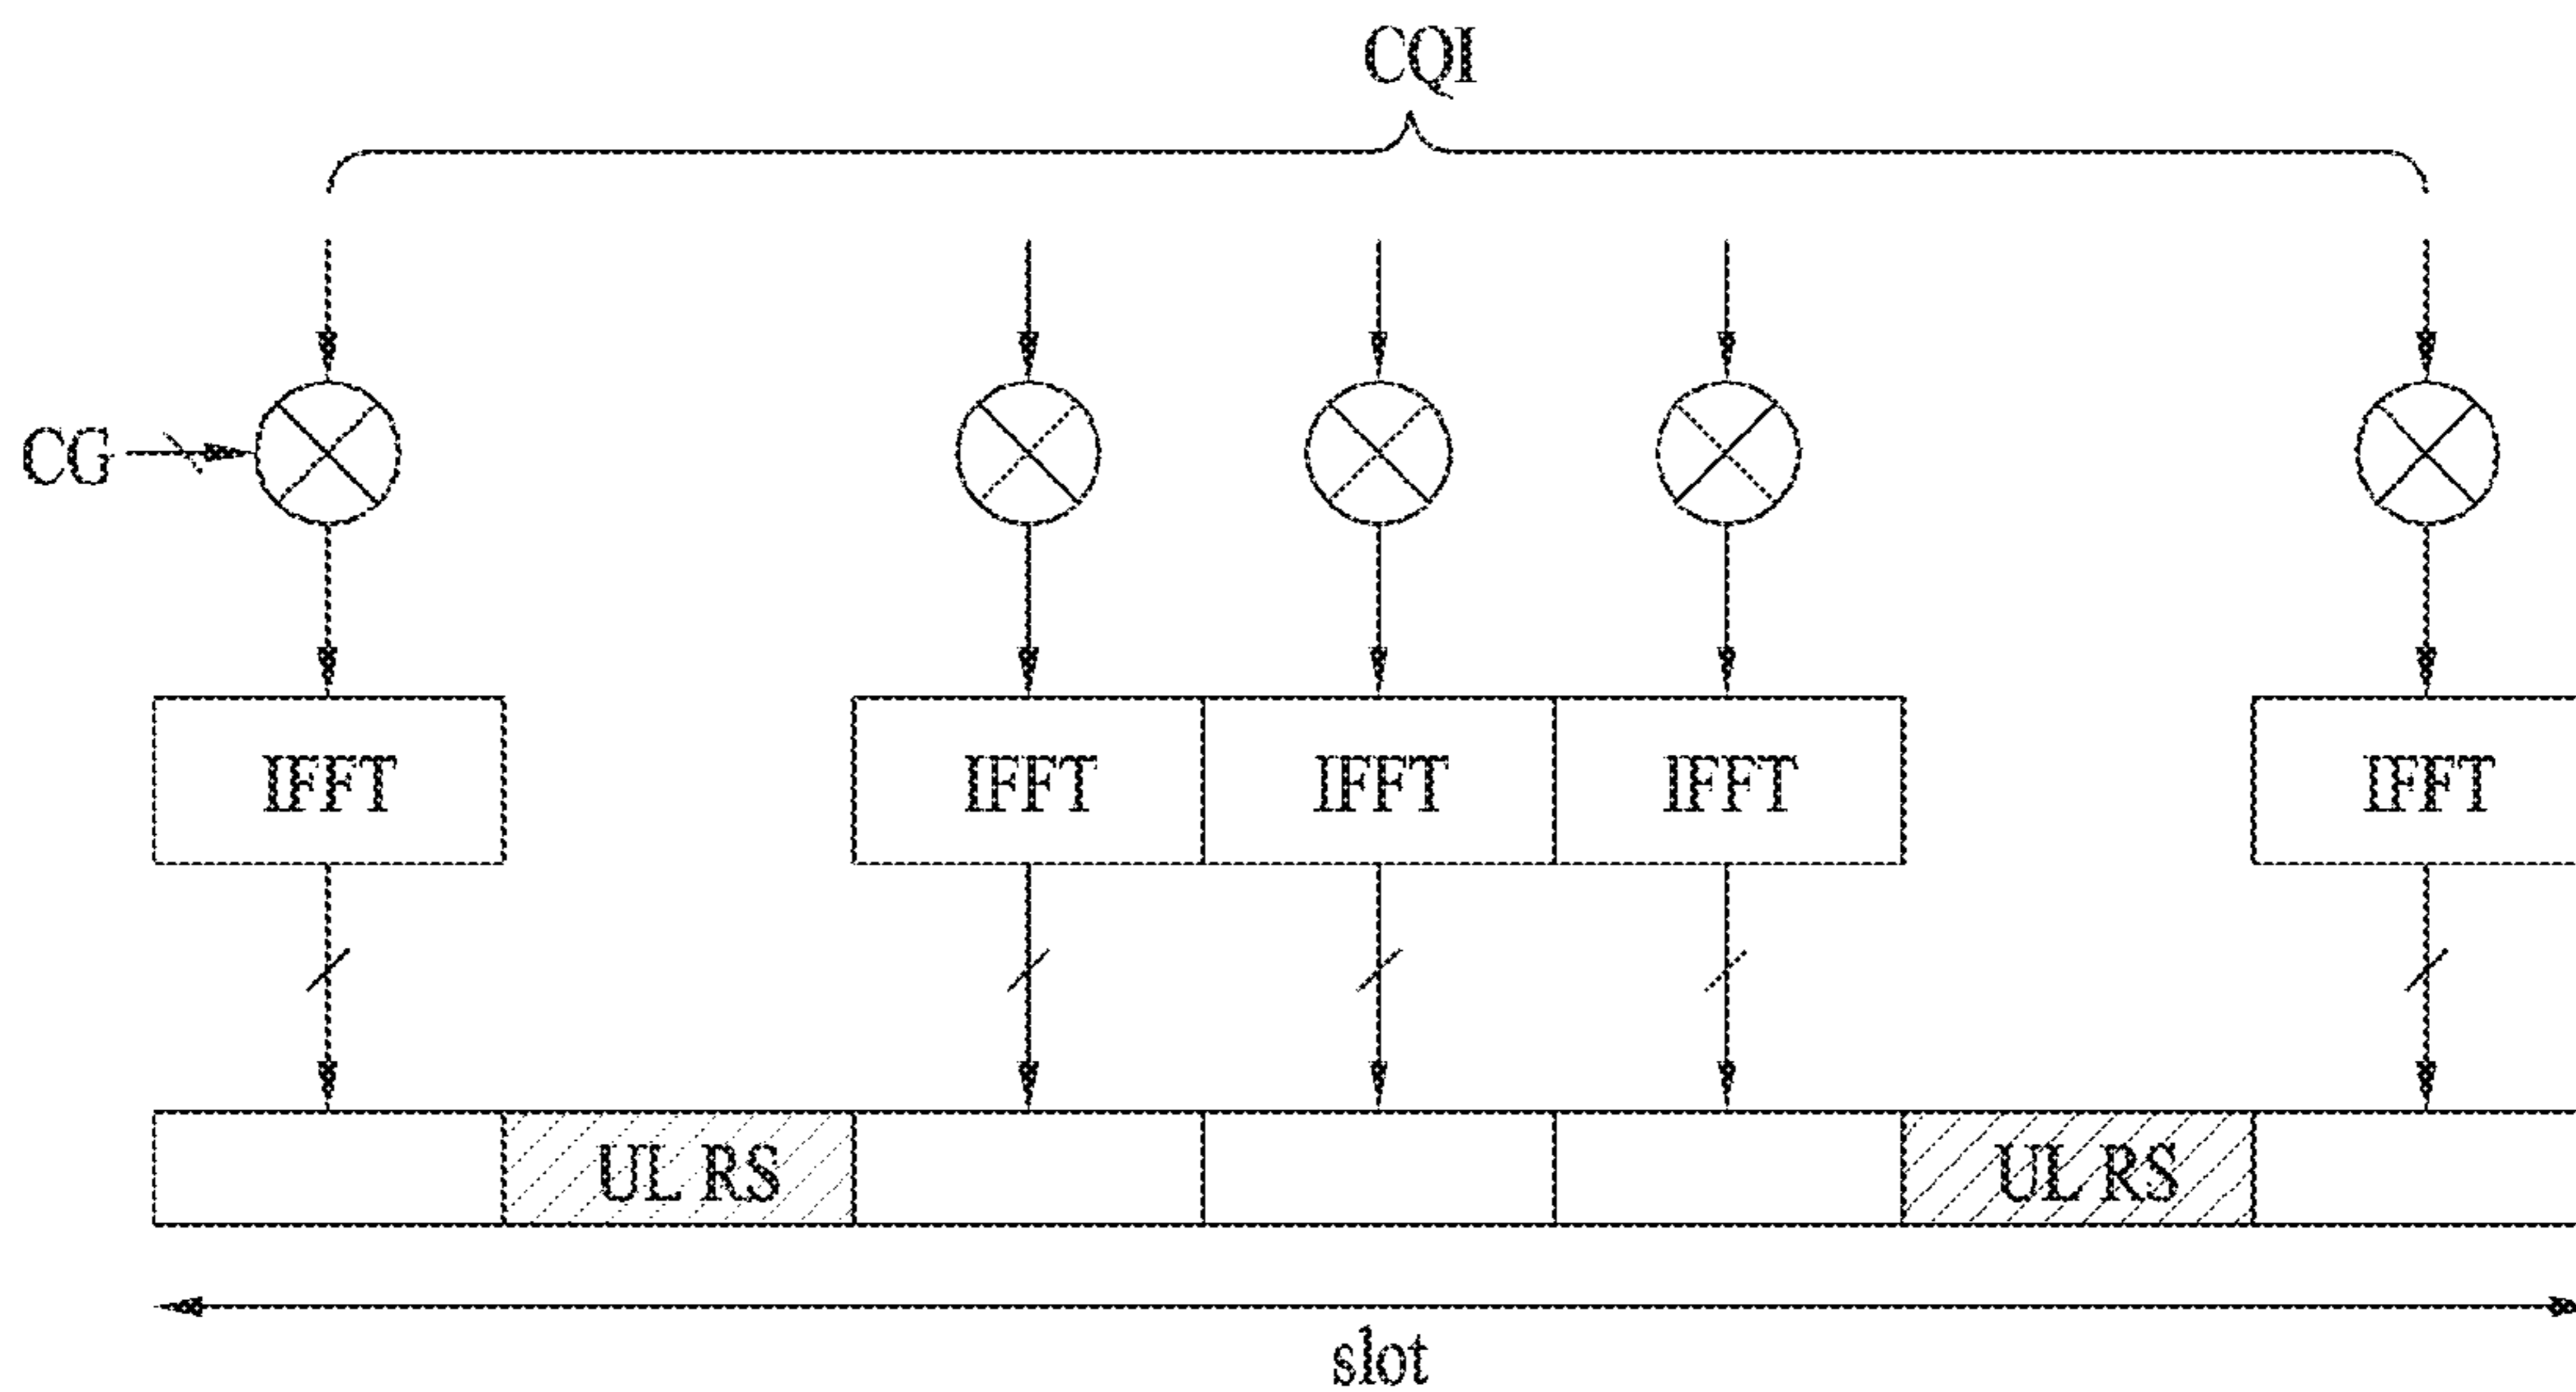 CQI
CG
IFFT IFFT IFFT IFFT IFFT
UL RS UL RS
slot